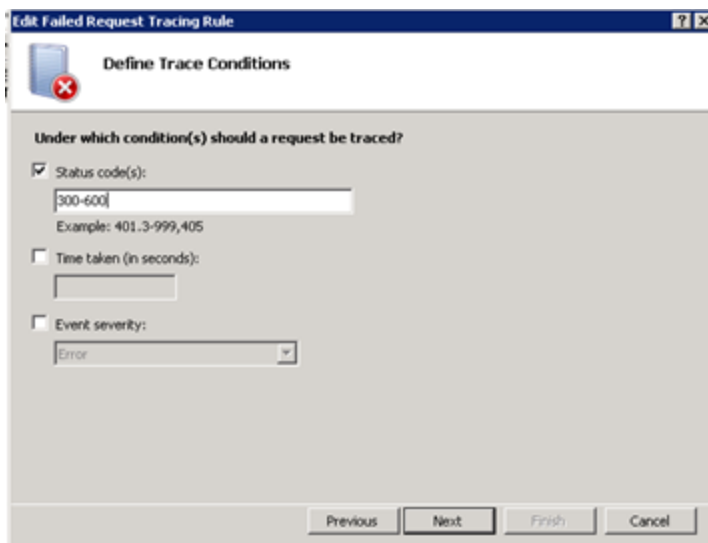 Edit Failed Request Tracing Rule
Define Trace Conditions
Under which condition(s) should a request be traced?
Status code(s):
300-600
Example: 401.3-999,405
Time taken (in seconds):
Event severity:
Error
Previous Next Finish Cancel